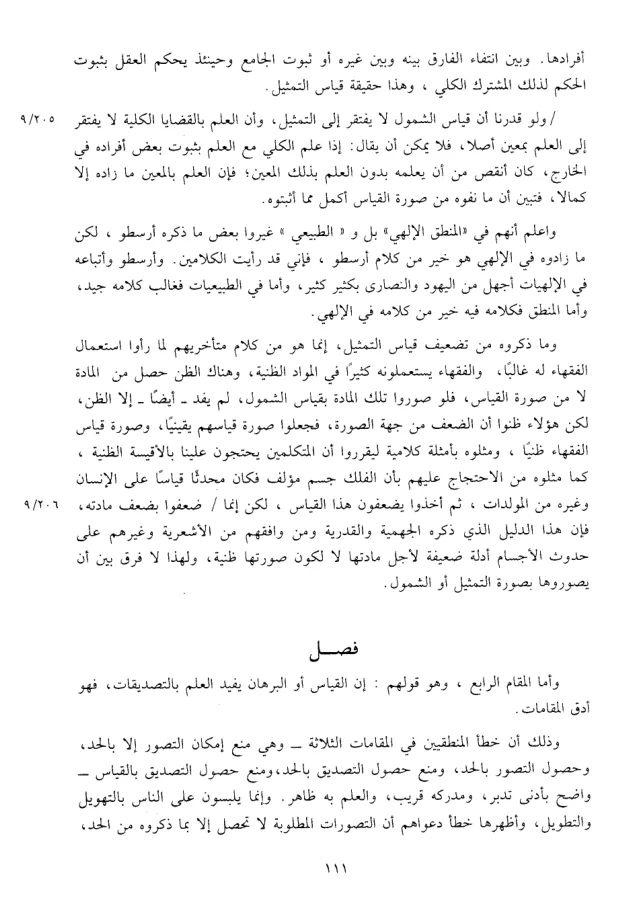 أفرادها. وبين انتفاء الفارق بينه وبين غيره أو ثبوت الجامع وحينئذ يحكم العقل بثبوت
الحكم لذلك المشترك الكلي ، وهذا حقيقة قياس التمثيل.
/ ولو قدرنا أن قياس الشمول لا يفتقر إلى التمثيل، وأن العلم بالقضايا الكلية لا يفتقر ٩/٢٠٥
إلى العلم بمعين أصلا، فلا يمكن أن يقال: إذا علم الكلي مع العلم بثبوت بعض أفراده في
الخارج، كان أنقص من أن يعلمه بدون العلم بذلك المعين؛ فإن العلم بالمعين ما زاده إلا
كمالا، فتبين أن ما نفوه من صورة القياس أكمل مما أثبتوه.
واعلم أنهم في «المنطق الإلهي» بل و « الطبيعي » غيروا بعض ما ذكره أرسطو ، لكن
ما زادوه في الإلهي هو خير من كلام أرسطو ، فإني قد رأيت الكلامين. وأرسطو وأتباعه
في الإلهيات أجهل من اليهود والنصارى بكثير كثير، وأما في الطبيعيات فغالب كلامه جيد،
وأما المنطق فكلامه فيه خير من كلامه في الإلهي.
وما ذكروه من تضعيف قياس التمثيل، إنما هو من كلام متأخريهم لما رأوا استعمال
الفقهاء له غالبًا، والفقهاء يستعملونه كثيرًا في المواد الظنية، وهناك الظن حصل من المادة
لا من صورة القياس، فلو صوروا تلك المادة بقياس الشمول، لم يفد ــ أيضًا ــ إلا الظن،
لكن هؤلاء ظنوا أن الضعف من جهة الصورة، فجعلوا صورة قياسهم يقينيًا، وصورة قياس
الفقهاء ظنيًا ، ومثلوه بأمثلة كلامية ليقرروا أن المتكلمين يحتجون علينا بالأقيسة الظنية ،
كما مثلوه من الاحتجاج عليهم بأن الفلك جسم مؤلف فكان محدثًا قياسًا على الإنسان
وغيره من المولدات ، ثم أخذوا يضعفون هذا القياس ، لكن إنما / ضعفوا بضعف مادته، ٩/٢٠٦
فإن هذا الدليل الذي ذكره الجهمية والقدرية ومن وافقهم من الأشعرية وغيرهم على
حدوث الأجسام أدلة ضعيفة لأجل مادتها لا لكون صورتها ظنية، ولهذا لا فرق بين أن
يصوروها بصورة التمثيل أو الشمول.
فصـــل
وأما المقام الرابع ، وهو قولهم : إن القياس أو البرهان يفيد العلم بالتصديقات، فهو
أدق المقامات.
وذلك أن خطأ المنطقيين في المقامات الثلاثة ــ وهي منع إمكان التصور إلا بالحد،
وحصول التصور بالحد، ومنع حصول التصديق بالحد،ومنع حصول التصديق بالقياس ــ
واضح بأدنى تدبر، ومدركه قريب، والعلم به ظاهر. وإنما يلبسون على الناس بالتهويل
والتطويل، وأظهرها خطأ دعواهم أن التصورات المطلوبة لا تحصل إلا بما ذكروه من الحد،
١١١